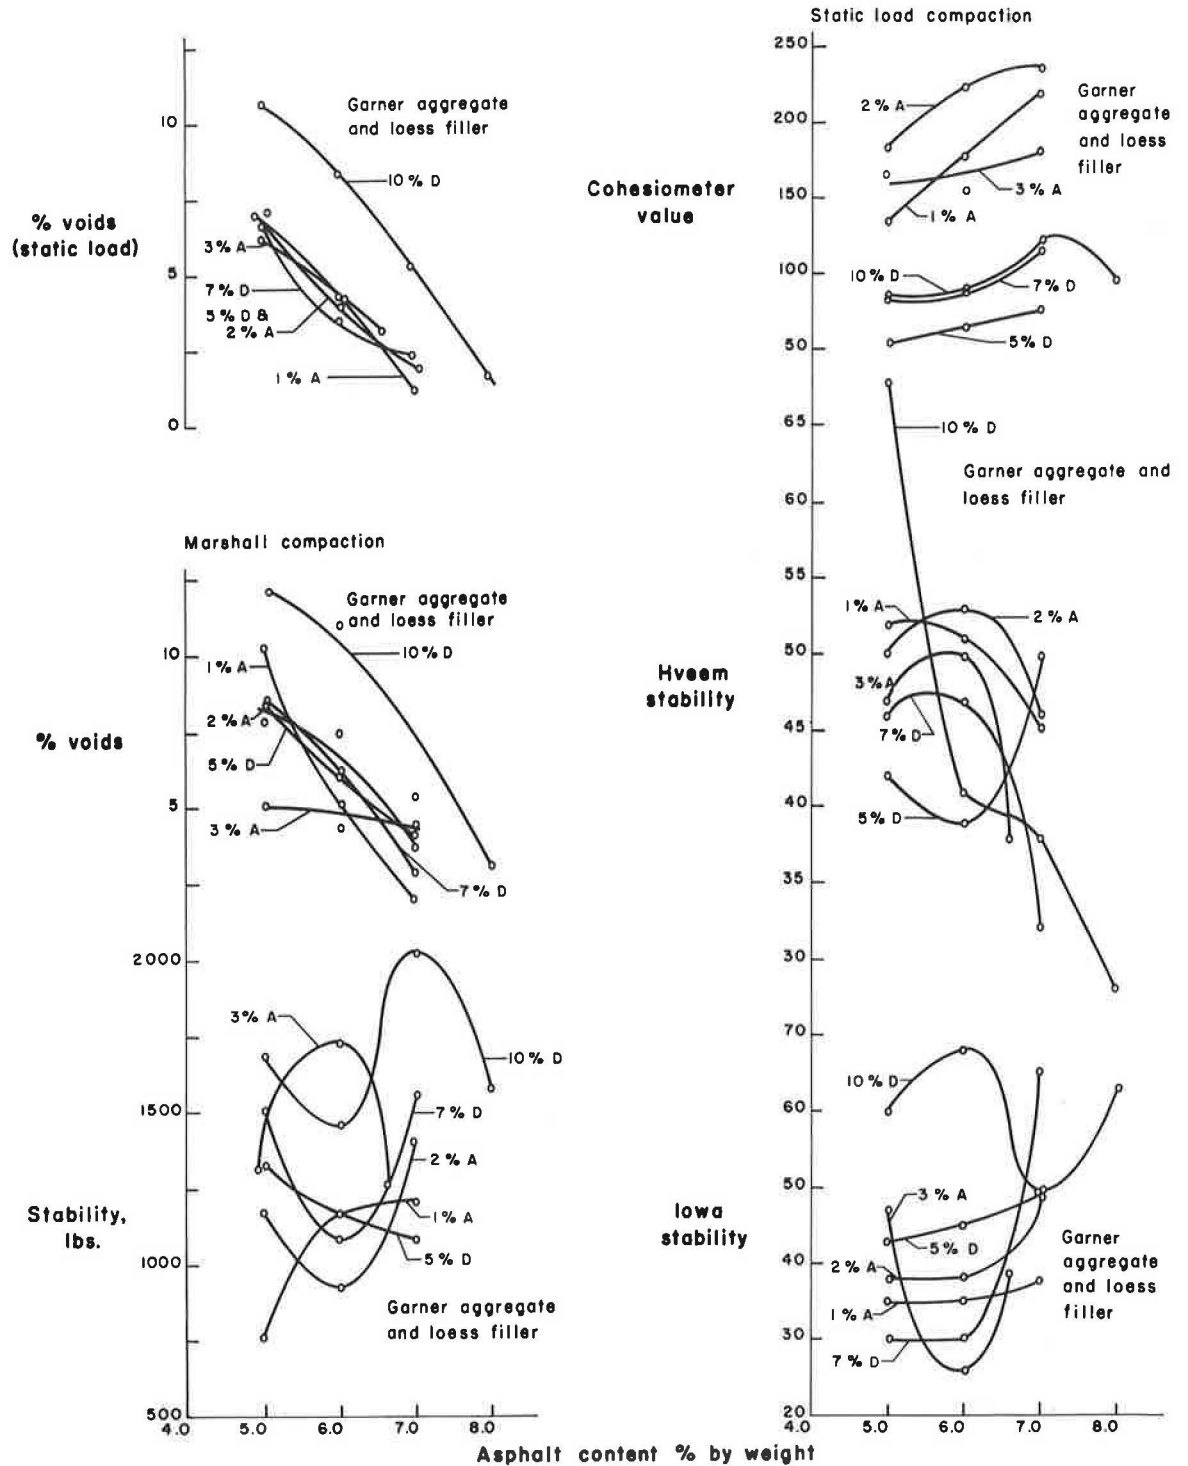 10
5
0
% voids
(static load)
Garner aggregate
and loess filler
10 % D
3 % A
7 % D
5 % D &
2 % A
1 % A
Marshall compaction
10
5
% voids
Garner aggregate
and loess filler
10 % D
1 % A
2 % A
5 % D
3 % A
7 % D
2000
1500
1000
500
Stability,
lbs.
3 % A
10 % D
7 % D
2 % A
1 % A
5 % D
Garner aggregate
and loess filler
4.0 5.0 6.0 7.0 8.0
Static load compaction
250
200
150
100
50
Cohesiometer
value
2 % A
Garner
aggregate
and loess
filler
3 % A
1 % A
10 % D
7 % D
5 % D
65
60
55
50
45
40
35
30
Hveem
stability
10 % D
Garner aggregate and
loess filler
1 % A
2 % A
3 % A
7 % D
5 % D
70
60
50
40
30
20
Iowa
stability
10 % D
3 % A
5 % D
2 % A
1 % A
7 % D
Garner
aggregate
and loess
filler
4.0 5.0 6.0 7.0 8.0
Asphalt content % by weight